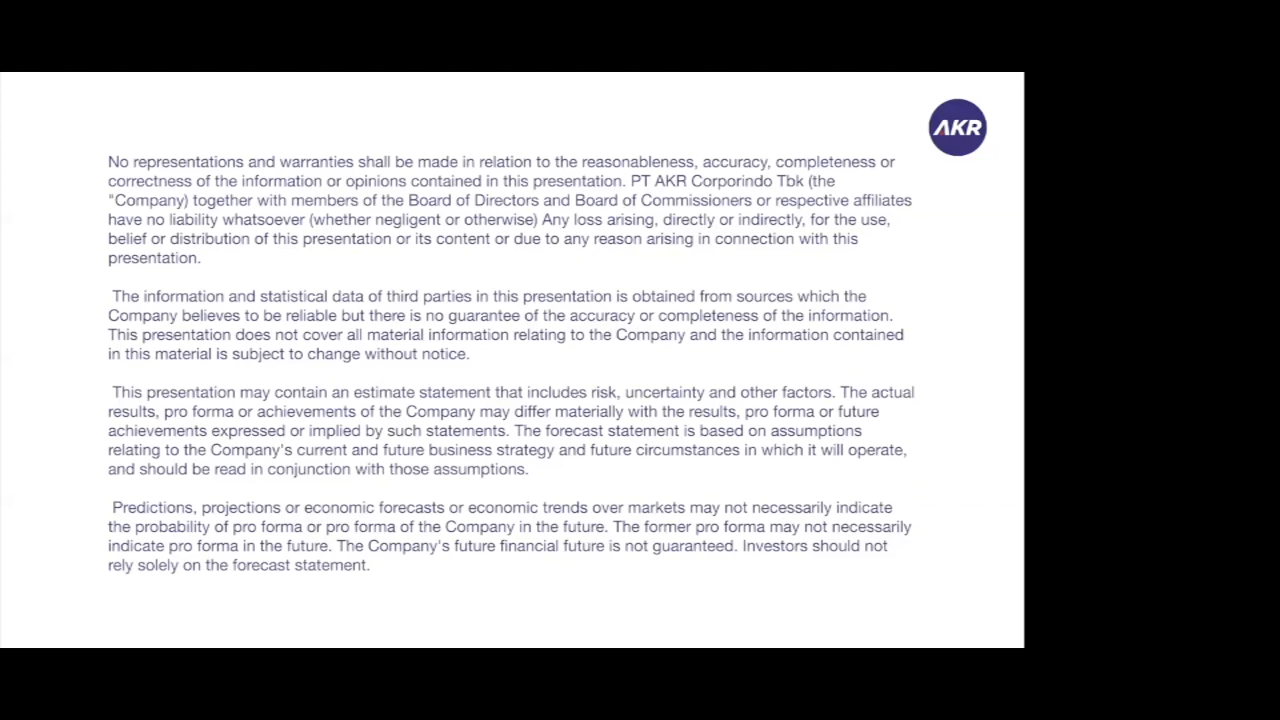 AKR
No representations and warranties shall be made in relation to the reasonableness, accuracy, completeness or
correctness of the information or opinions contained in this presentation. PT AKR Corporindo Tbk (the
"Company) together with members of the Board of Directors and Board of Commissioners or respective affiliates
have no liability whatsoever (whether negligent or otherwise) Any loss arising, directly or indirectly, for the use,
belief or distribution of this presentation or its content or due to any reason arising in connection with this
presentation.
The information and statistical data of third parties in this presentation is obtained from sources which the
Company believes to be reliable but there is no guarantee of the accuracy or completeness of the information.
This presentation does not cover all material information relating to the Company and the information contained
in this material is subject to change without notice.
This presentation may contain an estimate statement that includes risk, uncertainty and other factors. The actual
results, pro forma or achievements of the Company may differ materially with the results, pro forma or future
achievements expressed or implied by such statements. The forecast statement is based on assumptions
relating to the Company's current and future business strategy and future circumstances in which it will operate,
and should be read in conjunction with those assumptions.
Predictions, projections or economic forecasts or economic trends over markets may not necessarily indicate
the probability of pro forma or pro forma of the Company in the future. The former pro forma may not necessarily
indicate pro forma in the future. The Company's future financial future is not guaranteed. Investors should not
rely solely on the forecast statement.